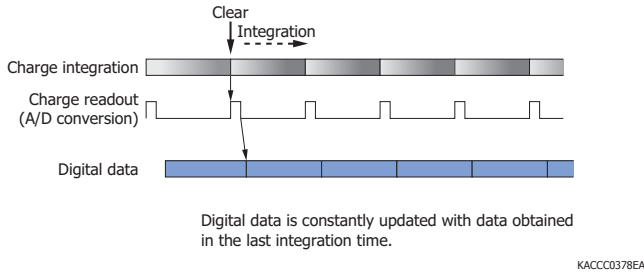 Clear
Integration
Charge integration
Charge readout
(A/D conversion)
Digital data
Digital data is constantly updated with data obtained
in the last integration time.
KACCC0378EA